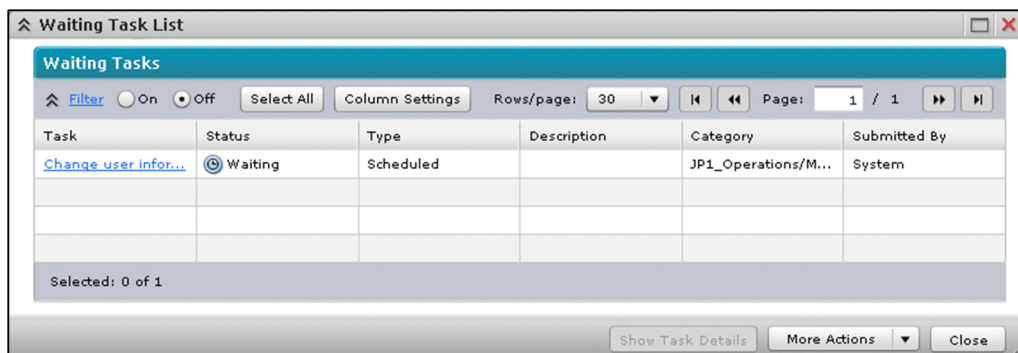 Waiting Task List
Waiting Tasks
Filter On Off Select All Column Settings Rows/page: 30 Page: 1 / 1
Task Status Type Description Category Submitted By
Change user infor... Waiting Scheduled JP1_Operations/M... System
Selected: 0 of 1
Show Task Details More Actions Close